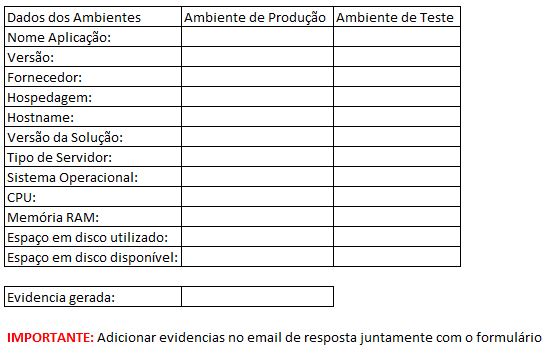 Dados dos Ambientes Ambiente de Produção Ambiente de Teste
Nome Aplicação:
Versão:
Fornecedor:
Hospedagem:
Hostname:
Versão da Solução:
Tipo de Servidor:
Sistema Operacional:
CPU:
Memória RAM:
Espaço em disco utilizado:
Espaço em disco disponível:
Evidencia gerada:
IMPORTANTE: Adicionar evidencias no email de resposta juntamente com o formulário